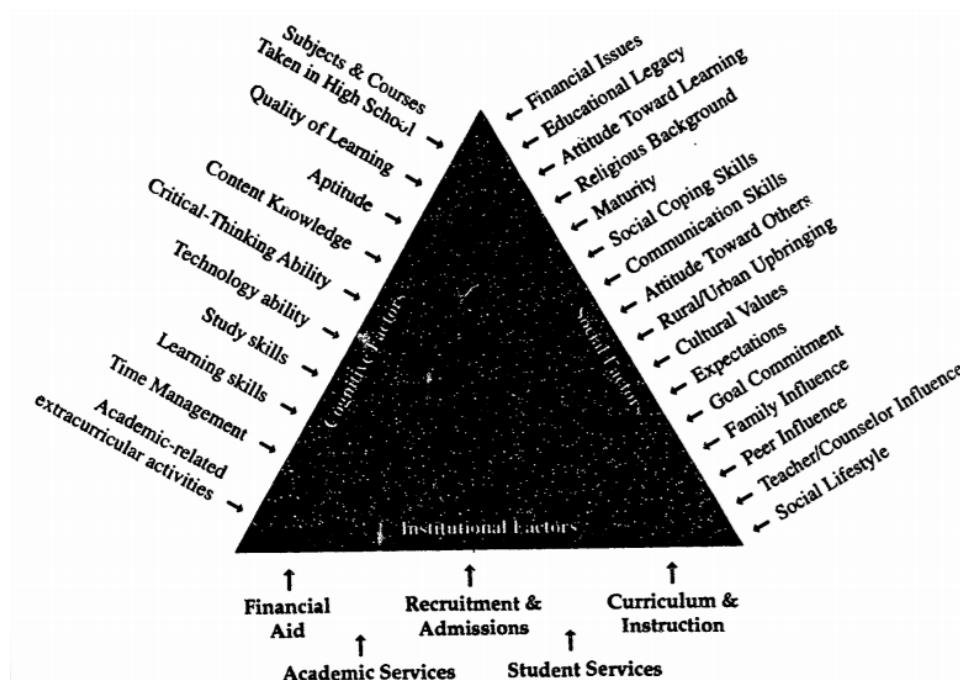 Subjects & Courses
Taken in High School
Quality of Learning
Aptitude
Content Knowledge
Critical-Thinking Ability
Technology ability
Study skills
Learning skills
Time Management
Academic-related
extracurricular activities
Financial Issues
Educational Legacy
Attitude Toward Learning
Religious Background
Maturity
Social Coping Skills
Communication Skills
Attitude Toward Others
Rural/Urban Upbringing
Cultural Values
Expectations
Goal Commitment
Family Influence
Peer Influence
Teacher/Counselor Influence
Social Lifestyle
Cognitive Factors
Social Factors
Institutional Factors
Financial
Aid
Recruitment &
Admissions
Curriculum &
Instruction
Academic Services
Student Services